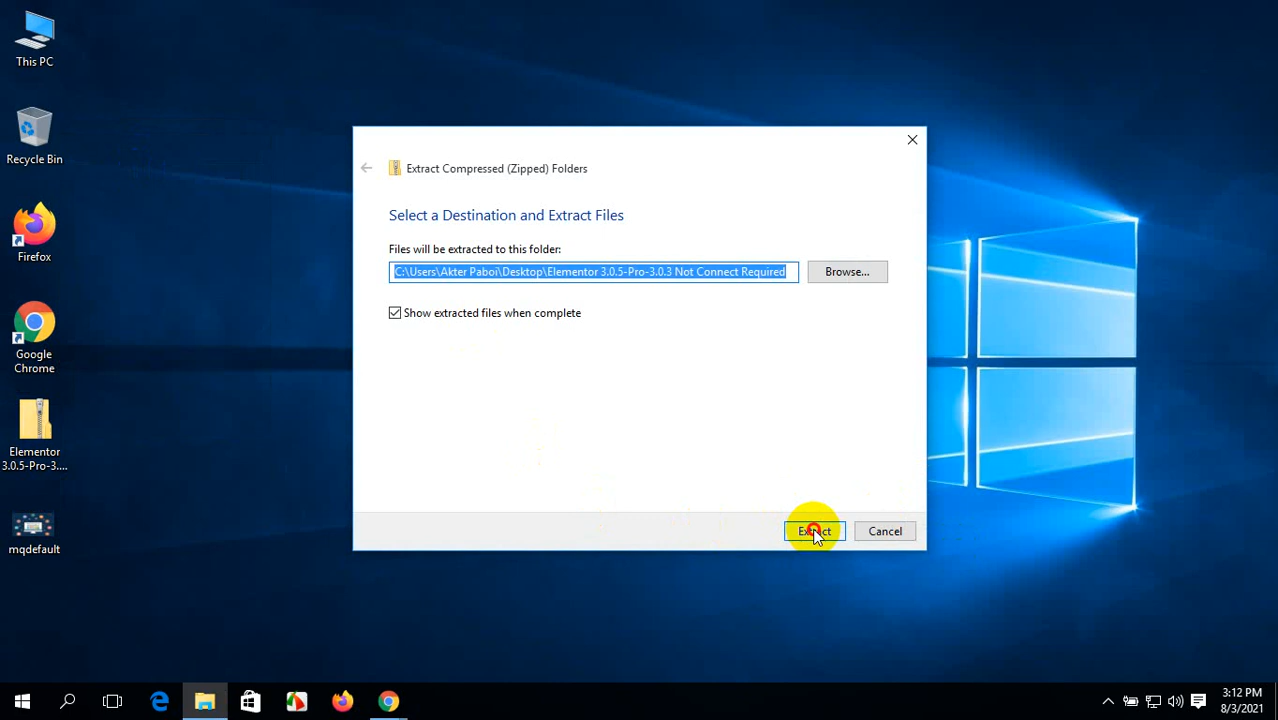 This PC
Recycle Bin
Firefox
Google
Chrome
Elementor
3.0.5-Pro-3....
mqdefault
Extract Compressed (Zipped) Folders
Select a Destination and Extract Files
Files will be extracted to this folder:
C:\Users\Akter Paboi\Desktop\Elementor 3.0.5-Pro-3.0.3 Not Connect Required
Browse...
Show extracted files when complete
Extract
Cancel
3:12 PM
8/3/2021